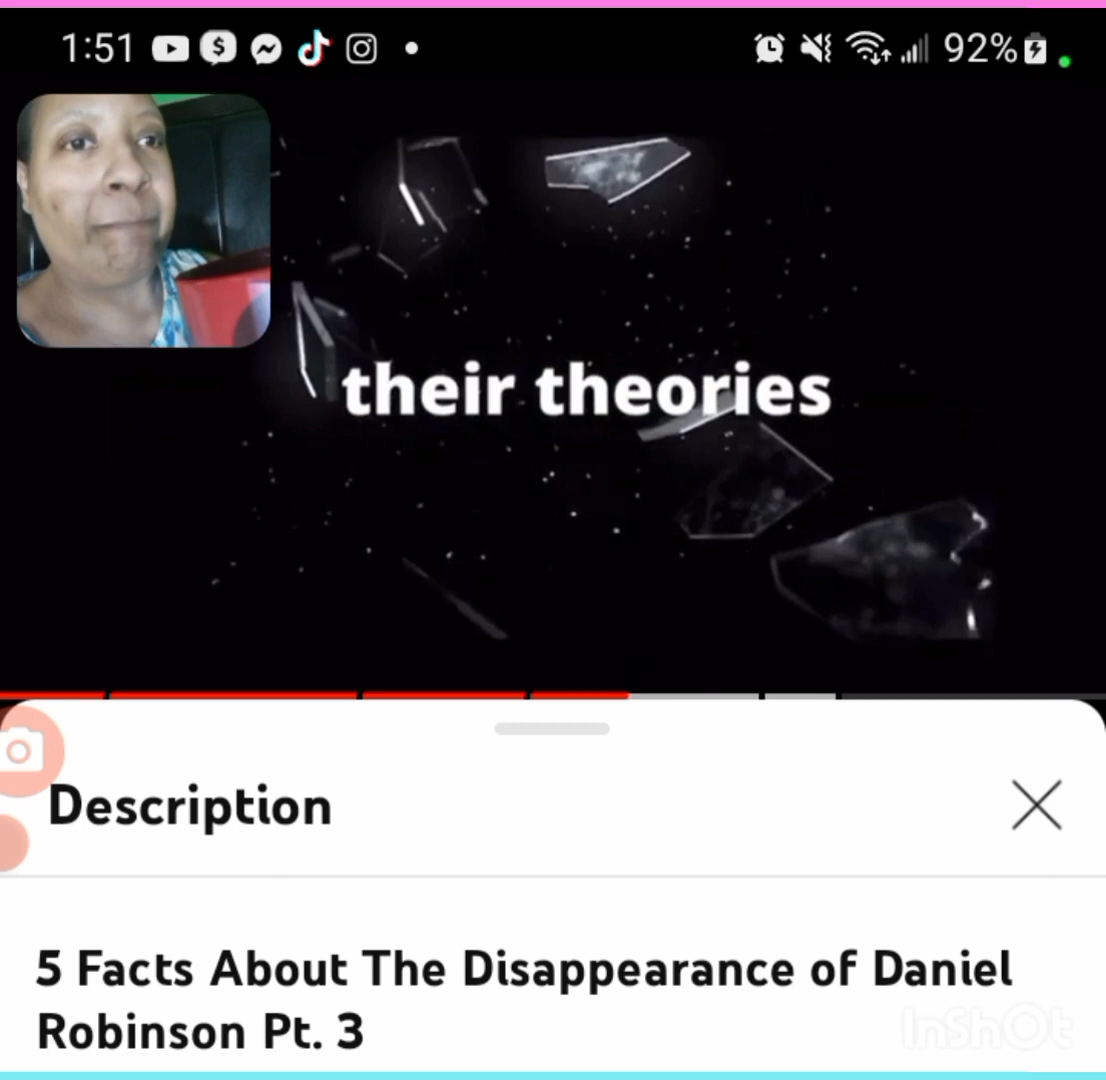 1:51
92%
their theories
Description
5 Facts About The Disappearance of Daniel
Robinson Pt. 3
InShOt